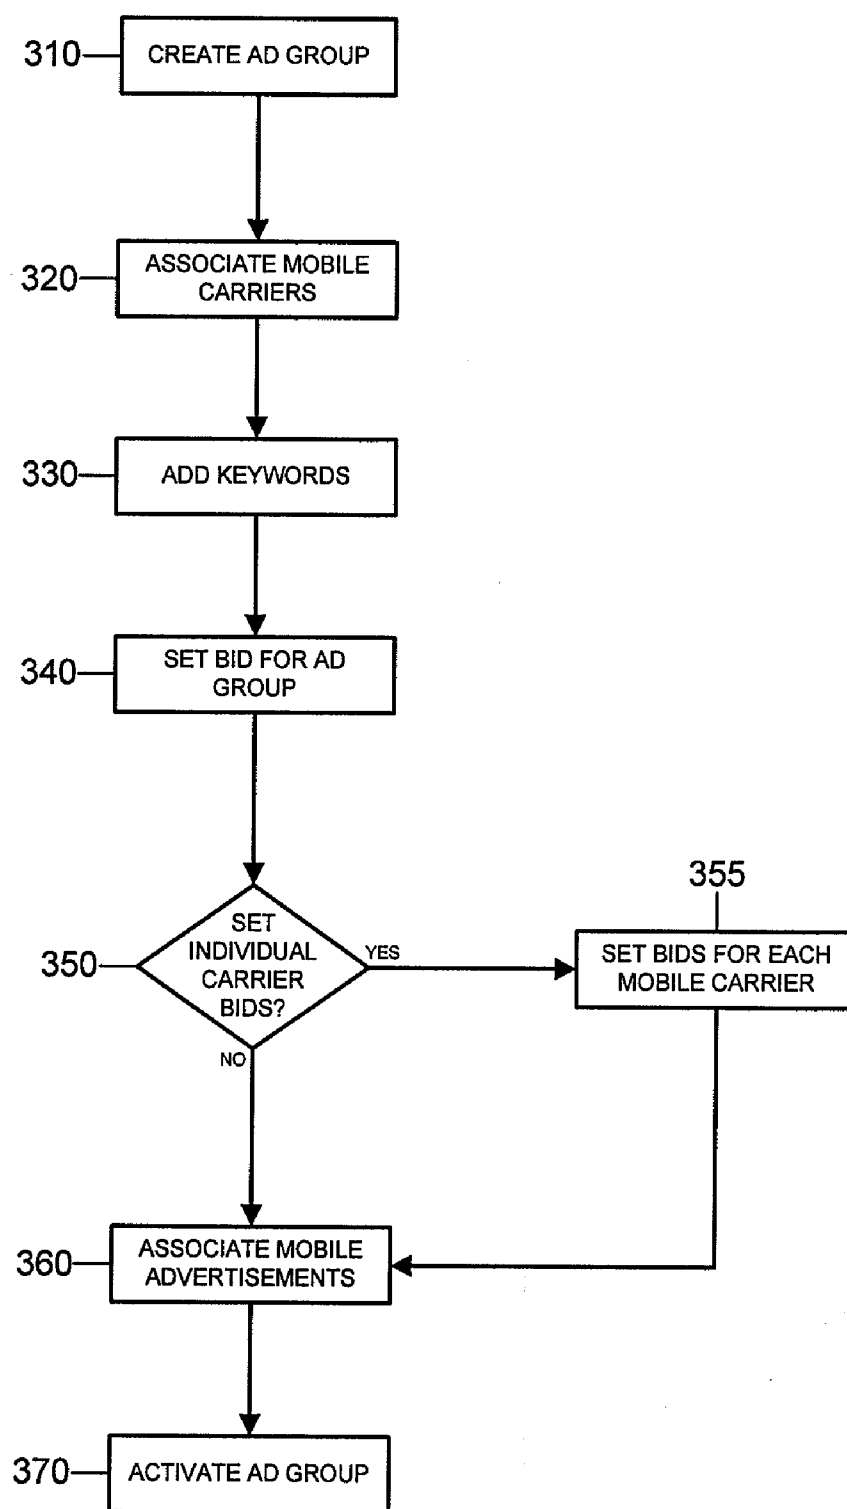 310
CREATE AD GROUP
320
ASSOCIATE MOBILE
CARRIERS
330
ADD KEYWORDS
340
SET BID FOR AD
GROUP
350
SET
INDIVIDUAL
CARRIER
BIDS?
YES
NO
355
SET BIDS FOR EACH
MOBILE CARRIER
360
ASSOCIATE MOBILE
ADVERTISEMENTS
370
ACTIVATE AD GROUP